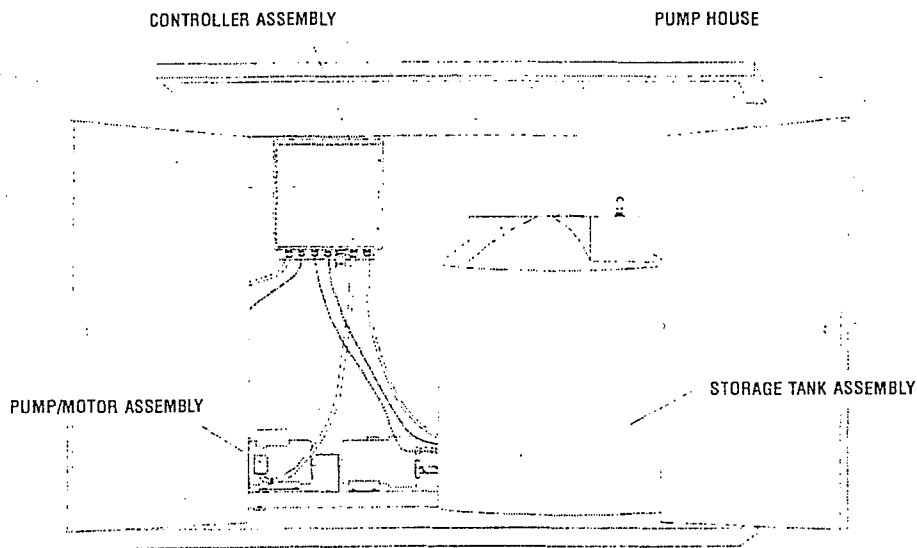 CONTROLLER ASSEMBLY
PUMP HOUSE
PUMP/MOTOR ASSEMBLY
STORAGE TANK ASSEMBLY